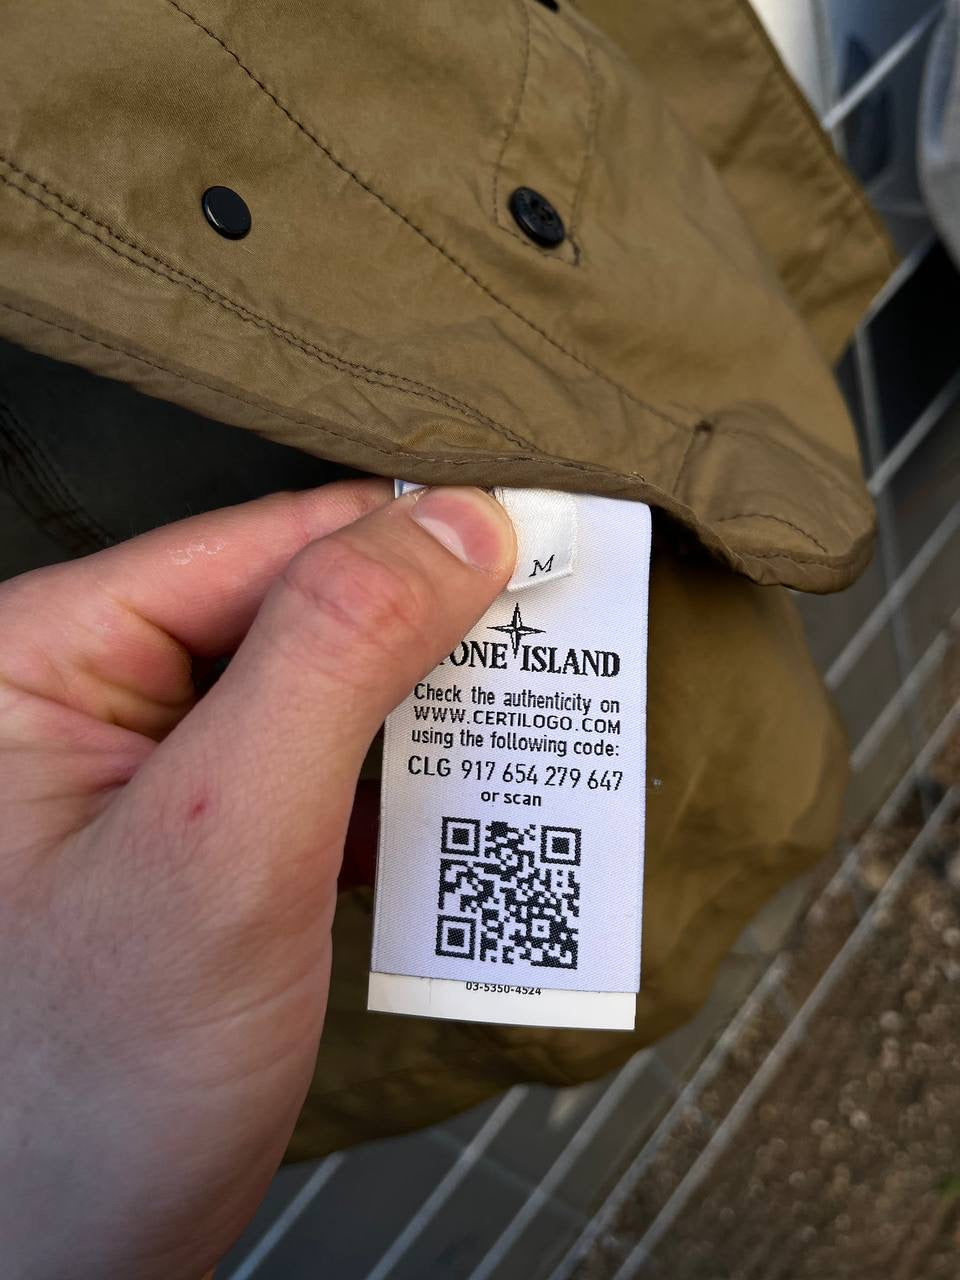 M
STONE ISLAND
Check the authenticity on
WWW.CERTILOGO.COM
using the following code:
CLG 917 654 279 647
or scan
03-5350-4524